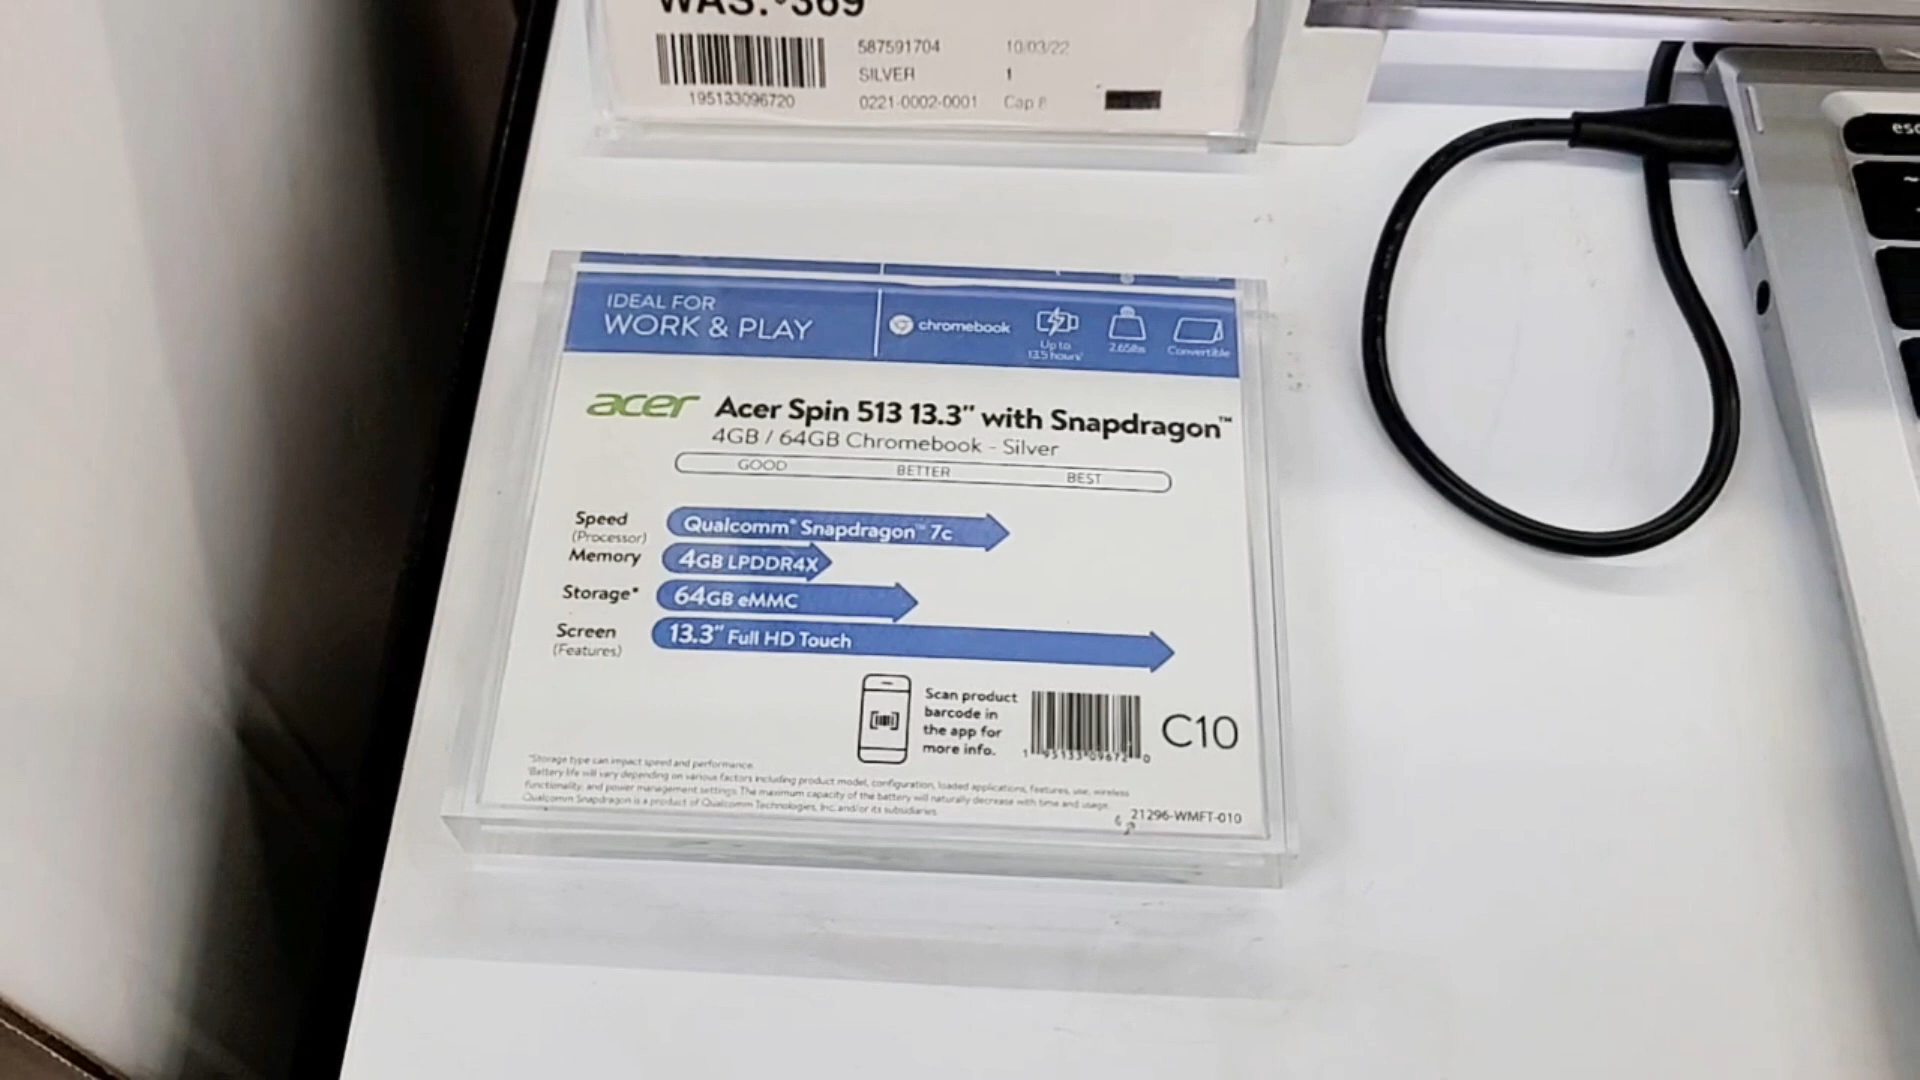 WAS: $369
587591704 10/03/22
SILVER 1
195133096720 0221-0002-0001 Cap
esc
IDEAL FOR
WORK & PLAY
chromebook
Up to
13.5 hours¹
2.65lbs
Convertible
acer Acer Spin 513 13.3" with Snapdragon™
4GB / 64GB Chromebook - Silver
GOOD BETTER BEST
Speed
(Processor)
Qualcomm® Snapdragon™ 7c
Memory 4GB LPDDR4X
Storage* 64GB eMMC
Screen
(Features)
13.3" Full HD Touch
Scan product
barcode in
the app for
more info.
C10
*Storage type can impact speed and performance.
¹Battery life will vary depending on various factors including product model, configuration, loaded applications, features, use, wireless
functionality, and power management settings. The maximum capacity of the battery will naturally decrease with time and usage.
Qualcomm Snapdragon is a product of Qualcomm Technologies, Inc. and/or its subsidiaries.
21296-WMFT-010